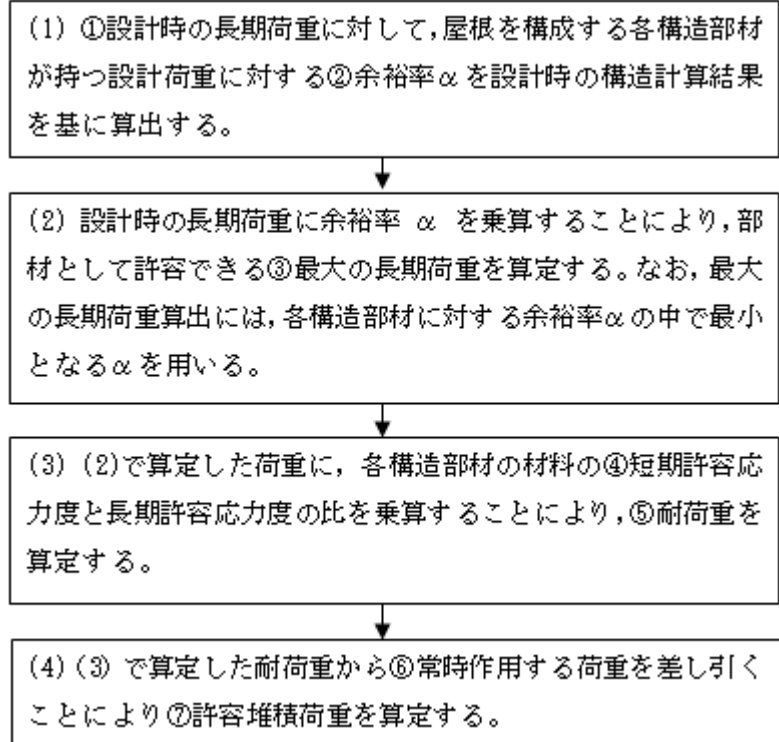 (1) ①設計時の長期荷重に対して,屋根を構成する各構造部材
が持つ設計荷重に対する②余裕率αを設計時の構造計算結果
を基に算出する。
(2) 設計時の長期荷重に余裕率 α を乗算することにより,部
材として許容できる③最大の長期荷重を算定する。なお,最大
の長期荷重算出には,各構造部材に対する余裕率αの中で最小
となるαを用いる。
(3) (2)で算定した荷重に, 各構造部材の材料の④短期許容応
力度と長期許容応力度の比を乗算することにより,⑤耐荷重を
算定する。
(4) (3) で算定した耐荷重から⑥常時作用する荷重を差し引く
ことにより⑦許容堆積荷重を算定する。